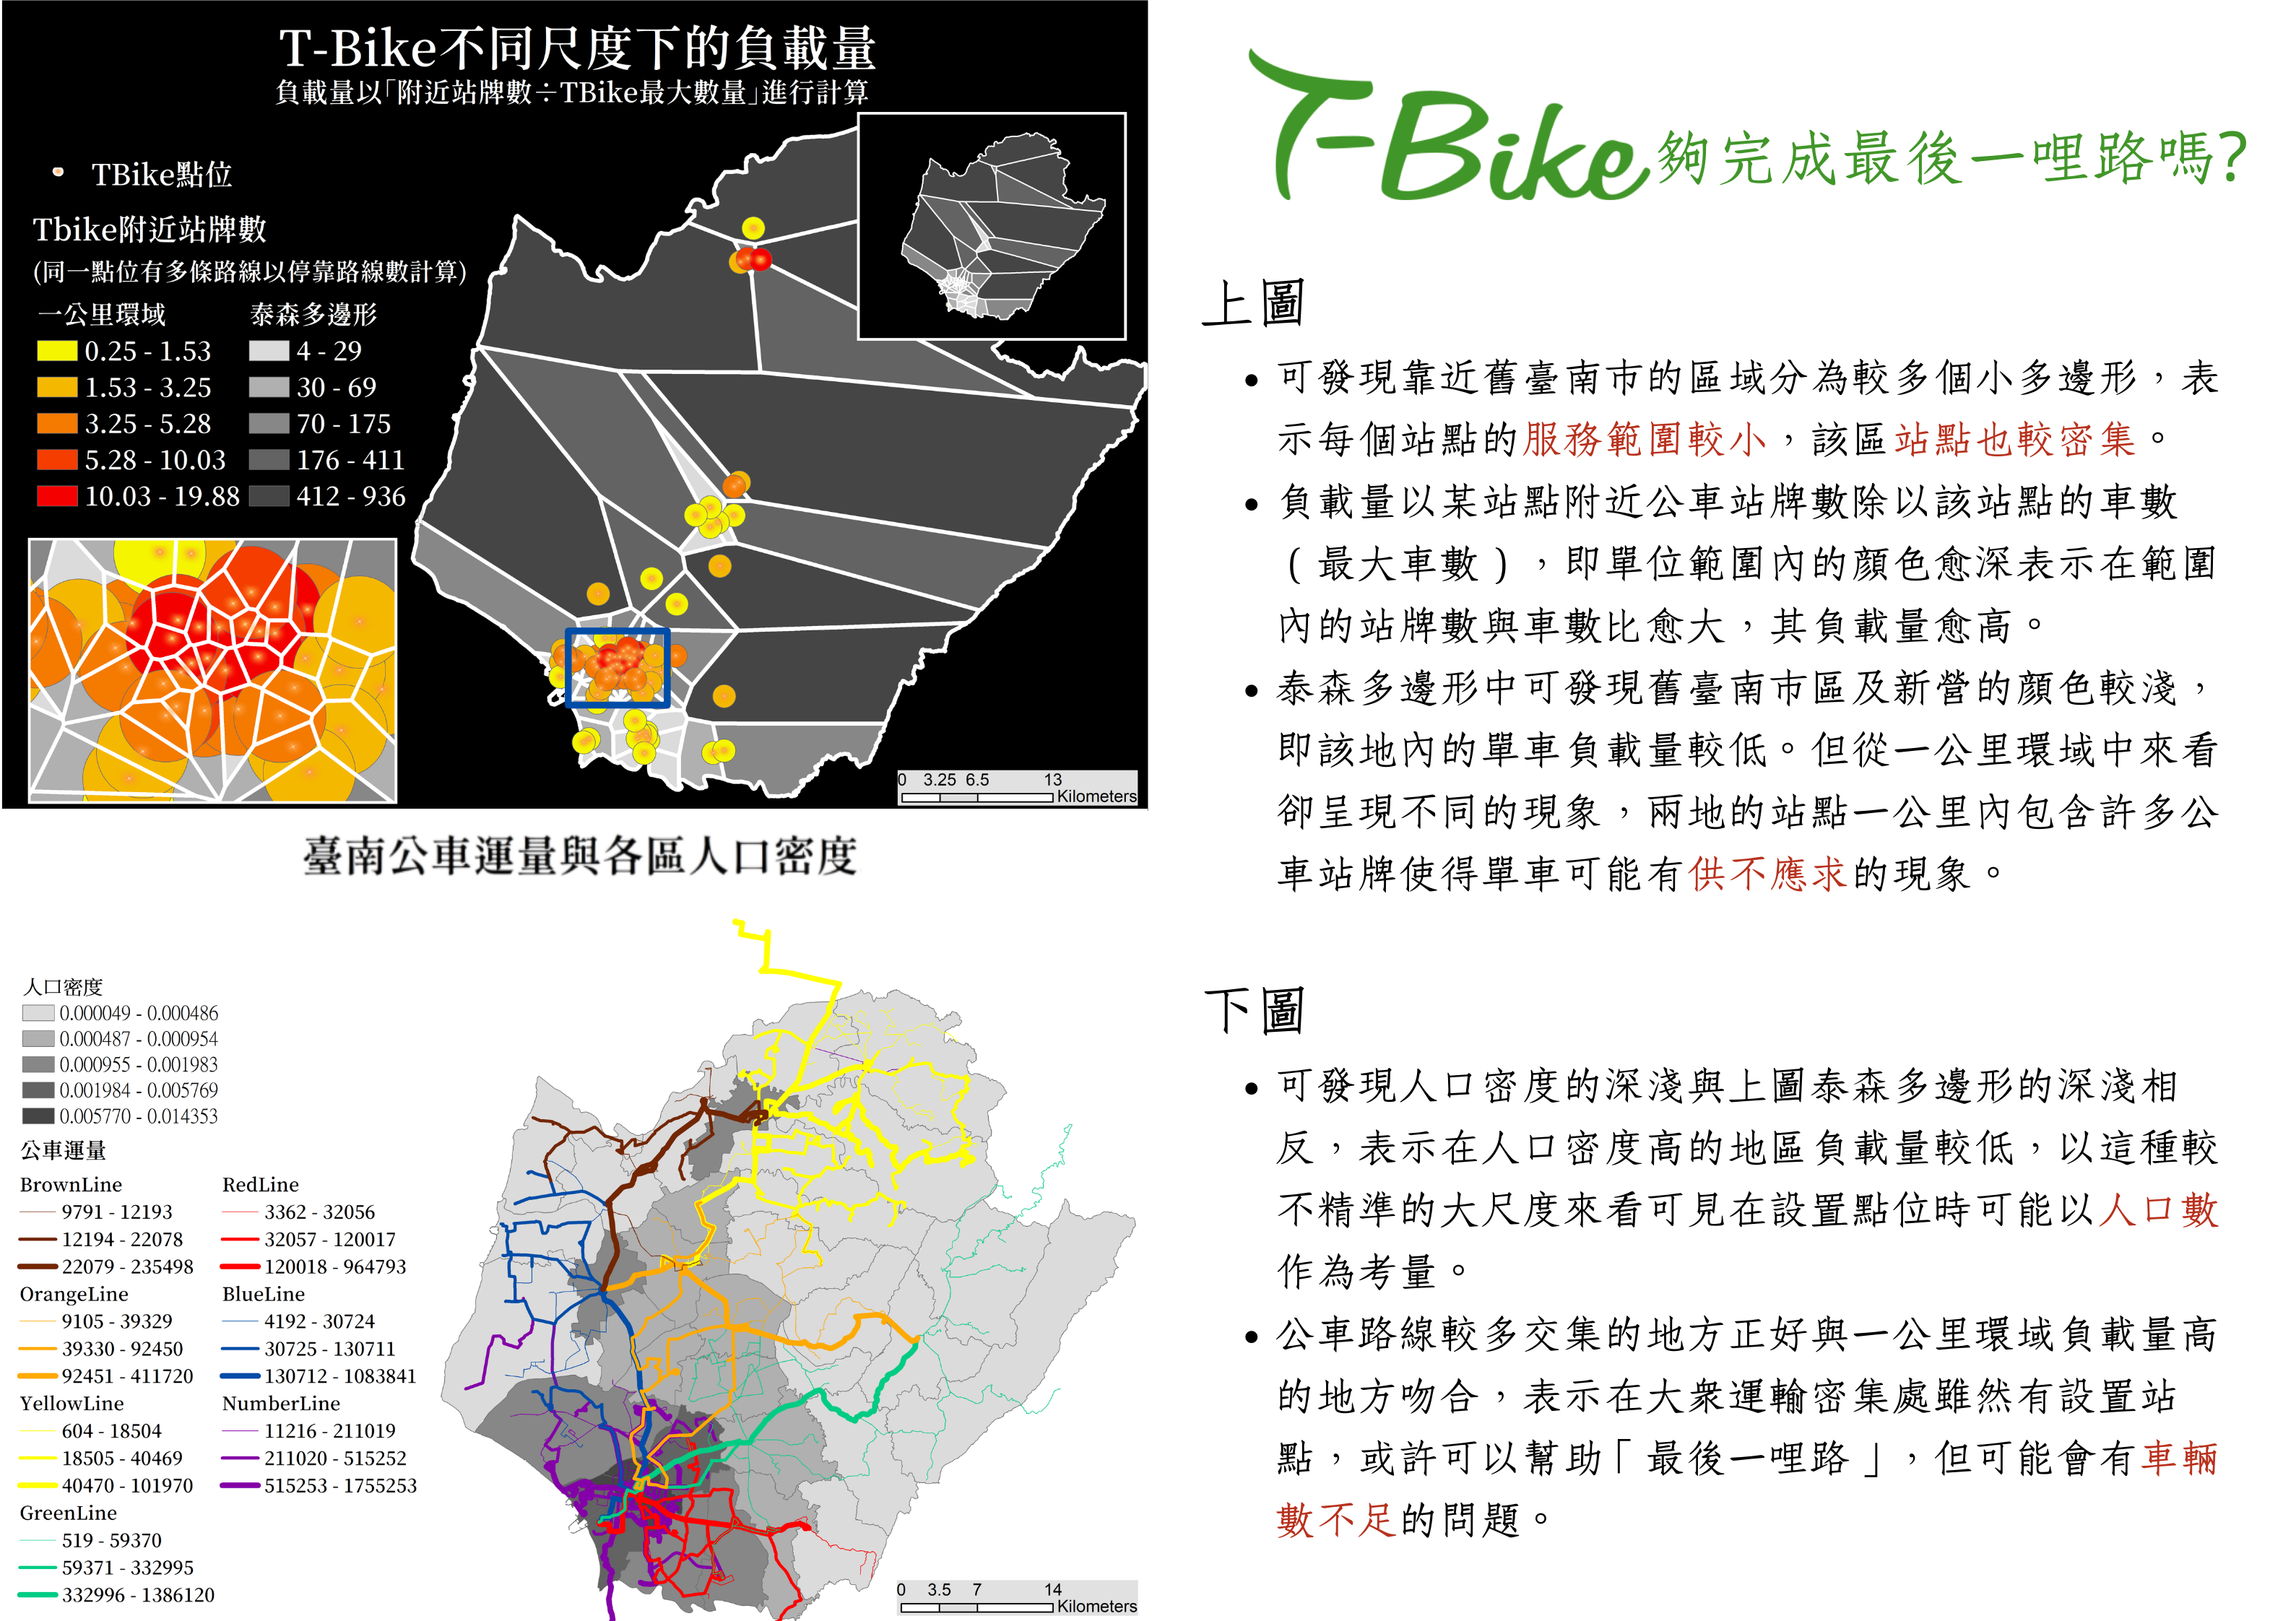 T-Bike不同尺度下的負載量
負載量以「附近站牌數÷TBike最大數量」進行計算
TBike點位
Tbike附近站牌數
(同一點位有多條路線以停靠路線數計算)
一公里環域
0.25 - 1.53
1.53 - 3.25
3.25 - 5.28
5.28 - 10.03
10.03 - 19.88
泰森多邊形
4 - 29
30 - 69
70 - 175
176 - 411
412 - 936
0 3.25 6.5 13
Kilometers
臺南公車運量與各區人口密度
人口密度
0.000049 - 0.000486
0.000487 - 0.000954
0.000955 - 0.001983
0.001984 - 0.005769
0.005770 - 0.014353
公車運量
BrownLine
9791 - 12193
12194 - 22078
22079 - 235498
OrangeLine
9105 - 39329
39330 - 92450
92451 - 411720
YellowLine
604 - 18504
18505 - 40469
40470 - 101970
GreenLine
519 - 59370
59371 - 332995
332996 - 1386120
RedLine
3362 - 32056
32057 - 120017
120018 - 964793
BlueLine
4192 - 30724
30725 - 130711
130712 - 1083841
NumberLine
11216 - 211019
211020 - 515252
515253 - 1755253
0 3.5 7 14
Kilometers
T-Bike夠完成最後一哩路嗎?
上圖
• 可發現靠近舊臺南市的區域分為較多個小多邊形，表
示每個站點的服務範圍較小，該區站點也較密集。
• 負載量以某站點附近公車站牌數除以該站點的車數
(最大車數)，即單位範圍內的顏色愈深表示在範圍
內的站牌數與車數比愈大，其負載量愈高。
• 泰森多邊形中可發現舊臺南市區及新營的顏色較淺，
即該地內的單車負載量較低。但從一公里環域中來看
卻呈現不同的現象，兩地的站點一公里內包含許多公
車站牌使得單車可能有供不應求的現象。
下圖
• 可發現人口密度的深淺與上圖泰森多邊形的深淺相
反，表示在人口密度高的地區負載量較低，以這種較
不精準的大尺度來看可見在設置點位時可能以人口數
作為考量。
• 公車路線較多交集的地方正好與一公里環域負載量高
的地方吻合，表示在大眾運輸密集處雖然有設置站
點，或許可以幫助「最後一哩路」，但可能會有車輛
數不足的問題。